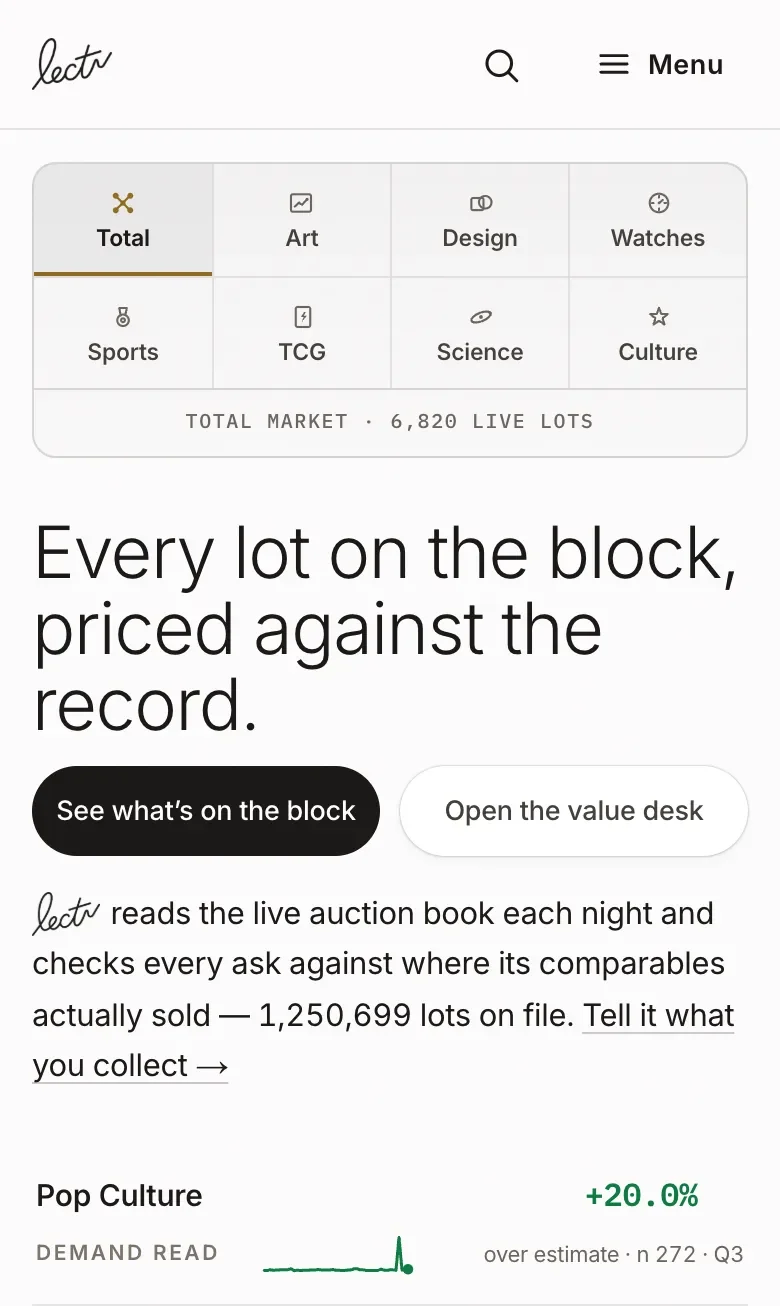 lectr
Menu
Total
Art
Design
Watches
Sports
TCG
Science
Culture
TOTAL MARKET · 6,820 LIVE LOTS
Every lot on the block,
priced against the
record.
See what’s on the block
Open the value desk
lectr reads the live auction book each night and
checks every ask against where its comparables
actually sold — 1,250,699 lots on file. Tell it what
you collect →
Pop Culture
+20.0%
DEMAND READ
over estimate · n 272 · Q3